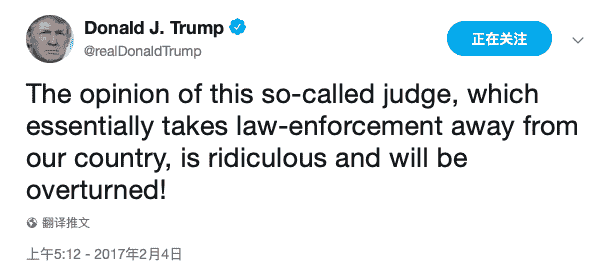 Donald J. Trump
正在关注
@realDonaldTrump
The opinion of this so-called judge, which
essentially takes law-enforcement away from
our country, is ridiculous and will be
overturned!
翻译推文
上午5:12 - 2017年2月4日